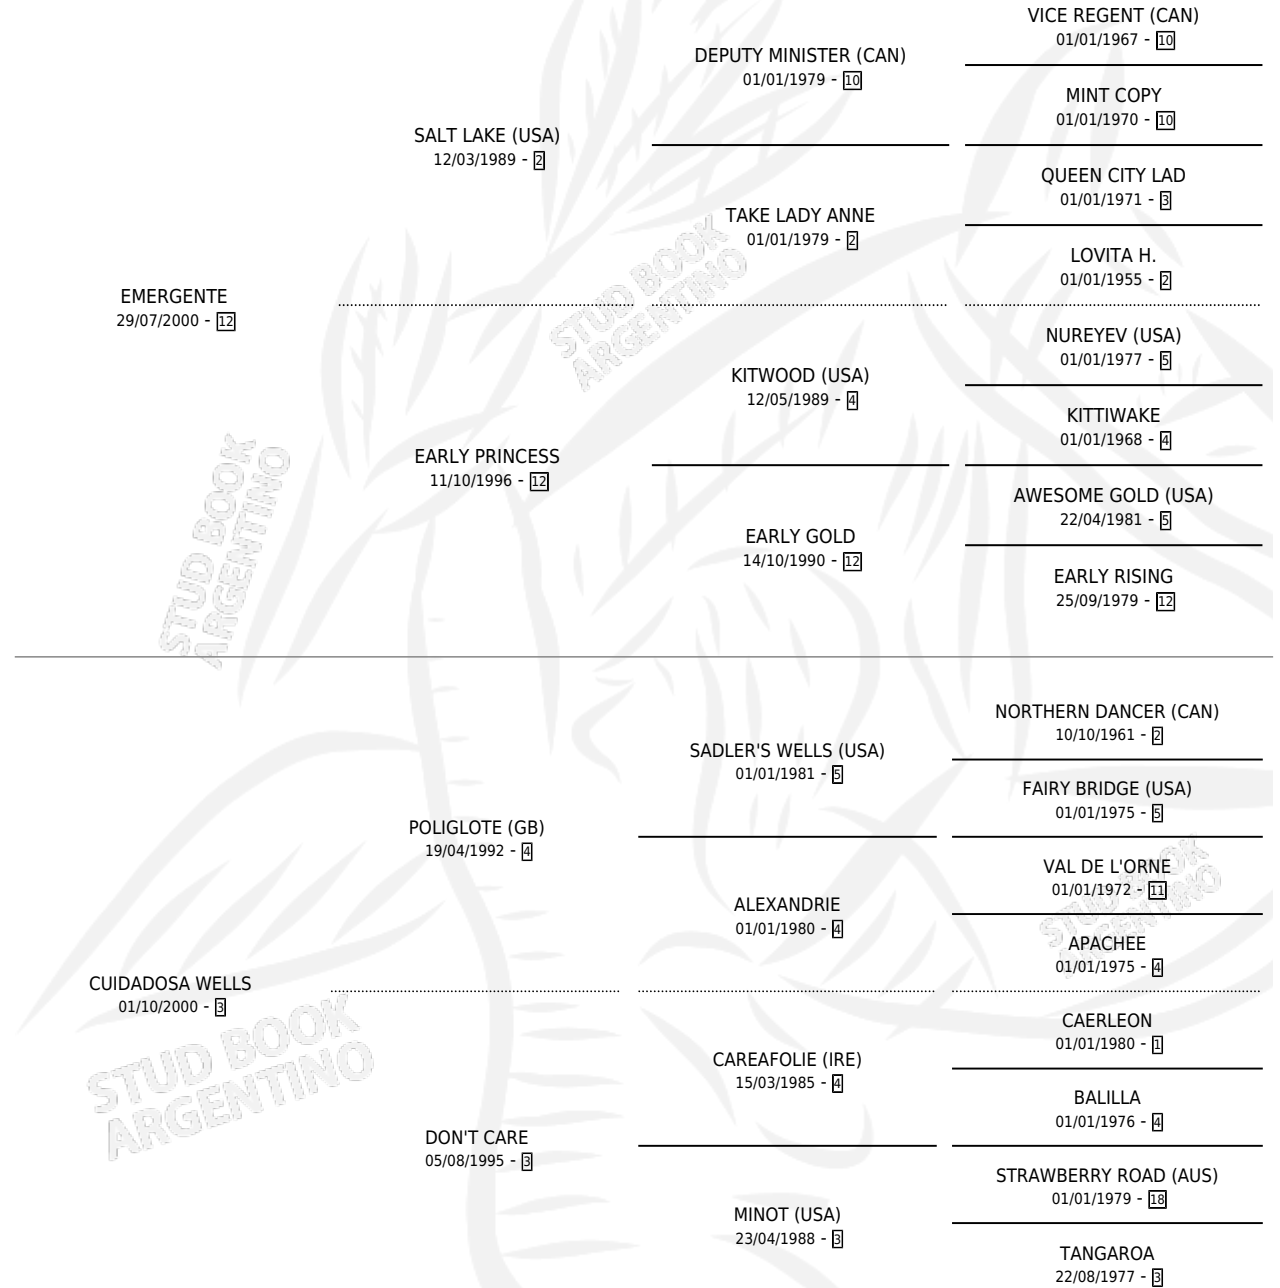 VICE REGENT (CAN)
01/01/1967 - 10
DEPUTY MINISTER (CAN)
01/01/1979 - 10
MINT COPY
01/01/1970 - 10
SALT LAKE (USA)
12/03/1989 - 2
QUEEN CITY LAD
01/01/1971 - 3
TAKE LADY ANNE
01/01/1979 - 2
LOVITA H.
01/01/1955 - 2
EMERGENTE
29/07/2000 - 12
NUREYEV (USA)
01/01/1977 - 5
KITWOOD (USA)
12/05/1989 - 4
KITTIWAKE
01/01/1968 - 4
EARLY PRINCESS
11/10/1996 - 12
AWESOME GOLD (USA)
22/04/1981 - 5
EARLY GOLD
14/10/1990 - 12
EARLY RISING
25/09/1979 - 12
STUD BOOK
ARGENTINO
STUD BOOK
ARGENTINO
NORTHERN DANCER (CAN)
10/10/1961 - 2
SADLER'S WELLS (USA)
01/01/1981 - 5
FAIRY BRIDGE (USA)
01/01/1975 - 5
POLIGLOTE (GB)
19/04/1992 - 4
VAL DE L'ORNE
01/01/1972 - 11
ALEXANDRIE
01/01/1980 - 4
APACHEE
01/01/1975 - 4
CUIDADOSA WELLS
01/10/2000 - 3
CAERLEON
01/01/1980 - 1
CAREAFOLIE (IRE)
15/03/1985 - 4
BALILLA
01/01/1976 - 4
DON'T CARE
05/08/1995 - 3
STRAWBERRY ROAD (AUS)
01/01/1979 - 18
MINOT (USA)
23/04/1988 - 3
TANGAROA
22/08/1977 - 3
STUD BOOK
ARGENTINO
STUD BOOK
ARGENTINO